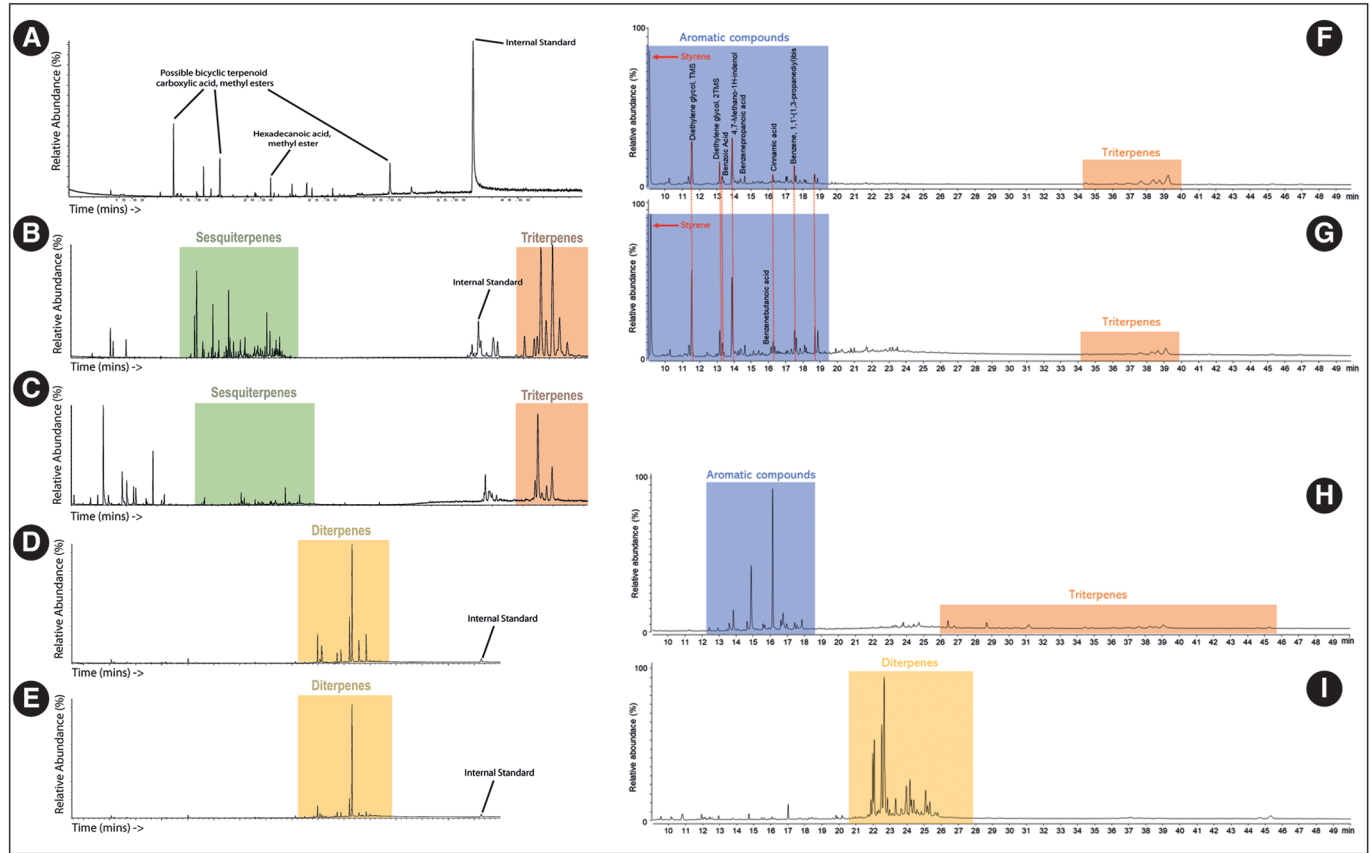 A
Relative Abundance (%)
Internal Standard
Possible bicyclic terpenoid
carboxylic acid, methyl esters
Hexadecanoic acid,
methyl ester
Time (mins) ->
B
Relative Abundance (%)
Sesquiterpenes
Triterpenes
Internal Standard
Time (mins) ->
C
Relative Abundance (%)
Sesquiterpenes
Triterpenes
Time (mins) ->
D
Relative Abundance (%)
Diterpenes
Internal Standard
Time (mins) ->
E
Relative Abundance (%)
Diterpenes
Internal Standard
Time (mins) ->
F
Relative abundance (%)
100
0
Aromatic compounds
Styrene
Diethylene glycol, TMS
Diethylene glycol, 2TMS
Benzoic Acid
4,7-Methano-1H-indenol
Benzenepropanoic acid
Cinnamic acid
Benzene, 1,1'-(1,3-propanediyl)bis
Triterpenes
10 11 12 13 14 15 16 17 18 19 20 21 22 23 24 25 26 27 28 29 30 31 32 33 34 35 36 37 38 39 40 41 42 43 44 45 46 47 48 49 min
G
Relative abundance (%)
100
0
Styrene
Benzenebutanoic acid
Triterpenes
10 11 12 13 14 15 16 17 18 19 20 21 22 23 24 25 26 27 28 29 30 31 32 33 34 35 36 37 38 39 40 41 42 43 44 45 46 47 48 49 min
H
Relative abundance (%)
100
0
Aromatic compounds
Triterpenes
10 11 12 13 14 15 16 17 18 19 20 21 22 23 24 25 26 27 28 29 30 31 32 33 34 35 36 37 38 39 40 41 42 43 44 45 46 47 48 49 min
I
Relative aboundance (%)
100
0
Diterpenes
10 11 12 13 14 15 16 17 18 19 20 21 22 23 24 25 26 27 28 29 30 31 32 33 34 35 36 37 38 39 40 41 42 43 44 45 46 47 48 49 min